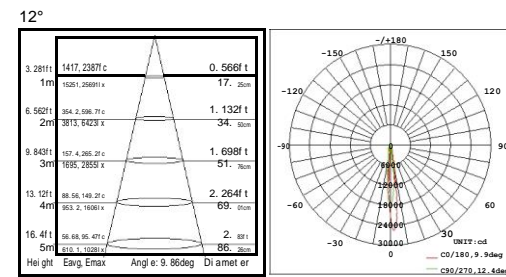 12°
3. 281ft 1417, 2387fc 0. 566ft
1m 15251, 25691lx 17. 25cm
6. 562ft 354. 2, 596. 7fc 1. 132ft
2m 3813, 6423lx 34. 50cm
9. 843ft 157. 4, 265. 2fc 1. 698ft
3m 1695, 2855lx 51. 76cm
13. 12ft 88. 56, 149. 2fc 2. 264ft
4m 953. 2, 1606lx 69. 01cm
16. 4ft 56. 68, 95. 47fc 2. 83ft
5m 610. 1, 1028lx 86. 26cm
Height Eavg, Emax Angle: 9. 86deg Diameter
-/+180
-150 150
-120 120
-90 0 90
6000
12000
-60 60
24000
-30 30000 30
0
UNIT:cd
C0/180,9.9deg
C90/270,12.4deg